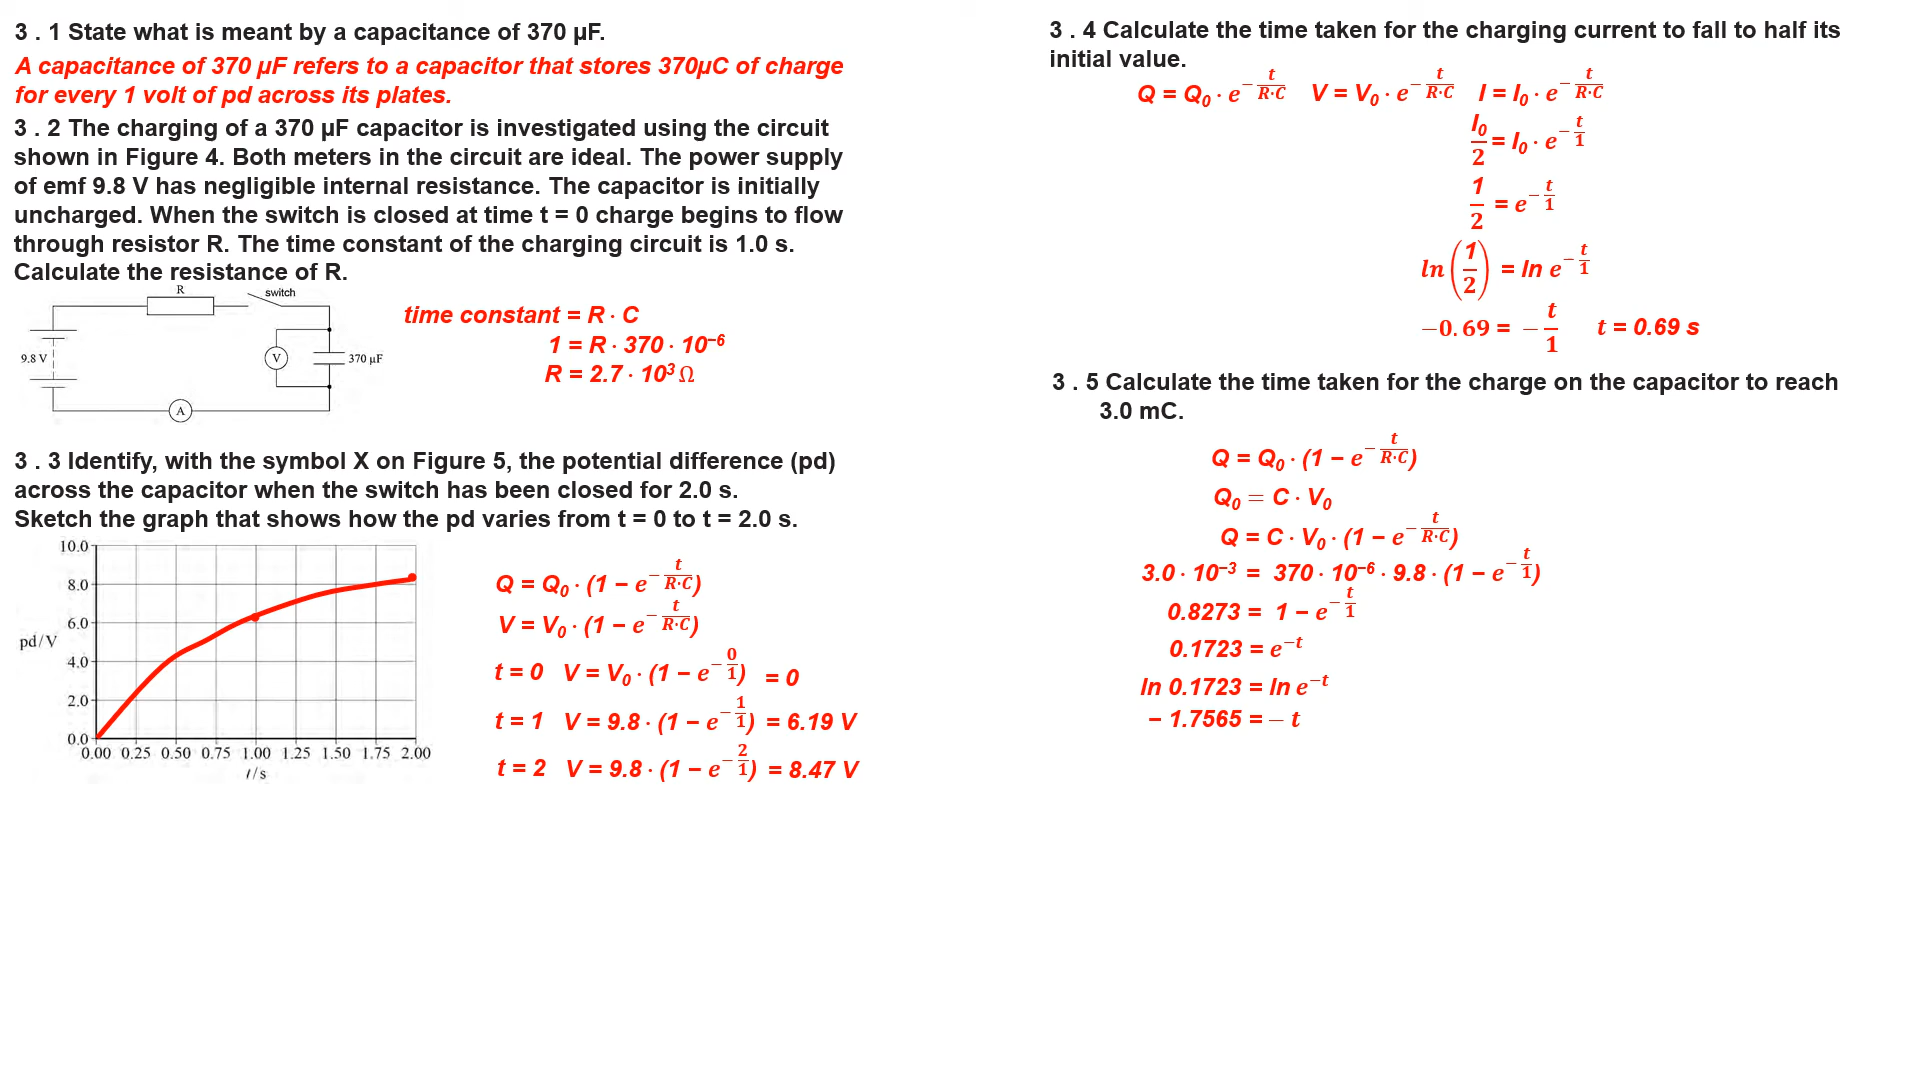 3 . 1 State what is meant by a capacitance of 370 μF.
A capacitance of 370 μF refers to a capacitor that stores 370μC of charge
for every 1 volt of pd across its plates.
3 . 2 The charging of a 370 μF capacitor is investigated using the circuit
shown in Figure 4. Both meters in the circuit are ideal. The power supply
of emf 9.8 V has negligible internal resistance. The capacitor is initially
uncharged. When the switch is closed at time t = 0 charge begins to flow
through resistor R. The time constant of the charging circuit is 1.0 s.
Calculate the resistance of R.
R
switch
9.8 V
V
370 μF
A
time constant = R · C
1 = R · 370 · 10⁻⁶
R = 2.7 · 10³ Ω
3 . 3 Identify, with the symbol X on Figure 5, the potential difference (pd)
across the capacitor when the switch has been closed for 2.0 s.
Sketch the graph that shows how the pd varies from t = 0 to t = 2.0 s.
10.0
8.0
6.0
pd/V
4.0
2.0
0.0
0.00 0.25 0.50 0.75 1.00 1.25 1.50 1.75 2.00
t/s
Q = Q₀ · (1 − e^(−t/(R·C)))
V = V₀ · (1 − e^(−t/(R·C)))
t = 0 V = V₀ · (1 − e^(−0/1)) = 0
t = 1 V = 9.8 · (1 − e^(−1/1)) = 6.19 V
t = 2 V = 9.8 · (1 − e^(−2/1)) = 8.47 V
3 . 4 Calculate the time taken for the charging current to fall to half its
initial value.
Q = Q₀ · e^(−t/(R·C)) V = V₀ · e^(−t/(R·C)) I = I₀ · e^(−t/(R·C))
I₀/2 = I₀ · e^(−t/1)
1/2 = e^(−t/1)
ln(1/2) = ln e^(−t/1)
−0.69 = −t/1 t = 0.69 s
3 . 5 Calculate the time taken for the charge on the capacitor to reach
3.0 mC.
Q = Q₀ · (1 − e^(−t/(R·C)))
Q₀ = C · V₀
Q = C · V₀ · (1 − e^(−t/(R·C)))
3.0 · 10⁻³ = 370 · 10⁻⁶ · 9.8 · (1 − e^(−t/1))
0.8273 = 1 − e^(−t/1)
0.1723 = e^(−t)
ln 0.1723 = ln e^(−t)
− 1.7565 = − t